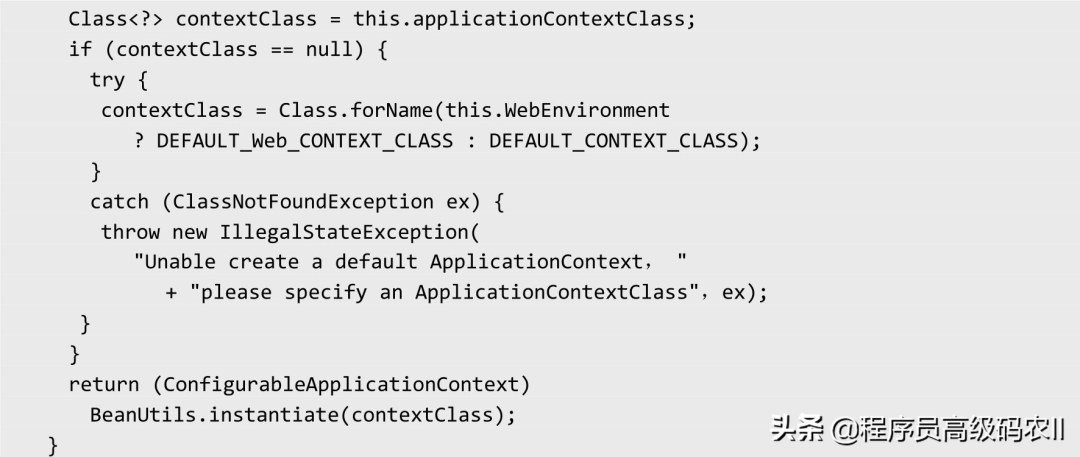 Class<?> contextClass = this.applicationContextClass;
if (contextClass == null) {
try {
contextClass = Class.forName(this.WebEnvironment
? DEFAULT_Web_CONTEXT_CLASS : DEFAULT_CONTEXT_CLASS);
}
catch (ClassNotFoundException ex) {
throw new IllegalStateException(
"Unable create a default ApplicationContext， "
+ "please specify an ApplicationContextClass"，ex);
}
}
return (ConfigurableApplicationContext)
BeanUtils.instantiate(contextClass);
}
头条 @程序员高级码农II